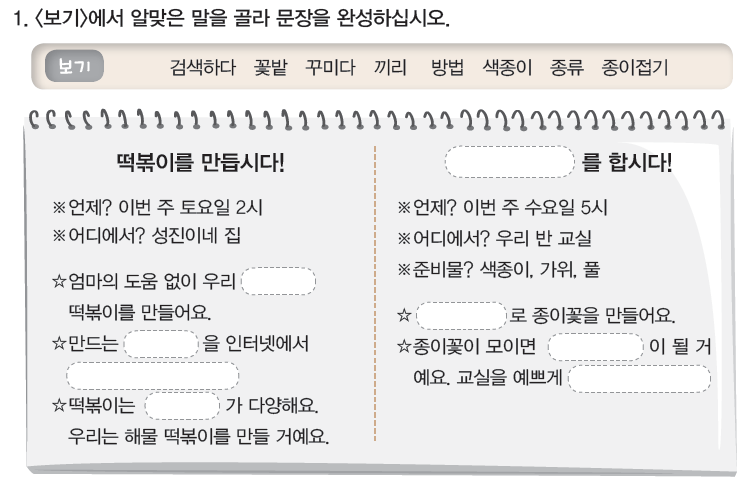 1. 〈보기〉에서 알맞은 말을 골라 문장을 완성하십시오.
보기 검색하다 꽃밭 꾸미다 끼리 방법 색종이 종류 종이접기
떡볶이를 만듭시다!
※언제? 이번 주 토요일 2시
※어디에서? 성진이네 집
☆엄마의 도움 없이 우리
떡볶이를 만들어요.
☆만드는 을 인터넷에서
☆떡볶이는 가 다양해요.
우리는 해물 떡볶이를 만들 거예요.
를 합시다!
※언제? 이번 주 수요일 5시
※어디에서? 우리 반 교실
※준비물? 색종이, 가위, 풀
☆ 로 종이꽃을 만들어요.
☆종이꽃이 모이면 이 될 거
예요. 교실을 예쁘게